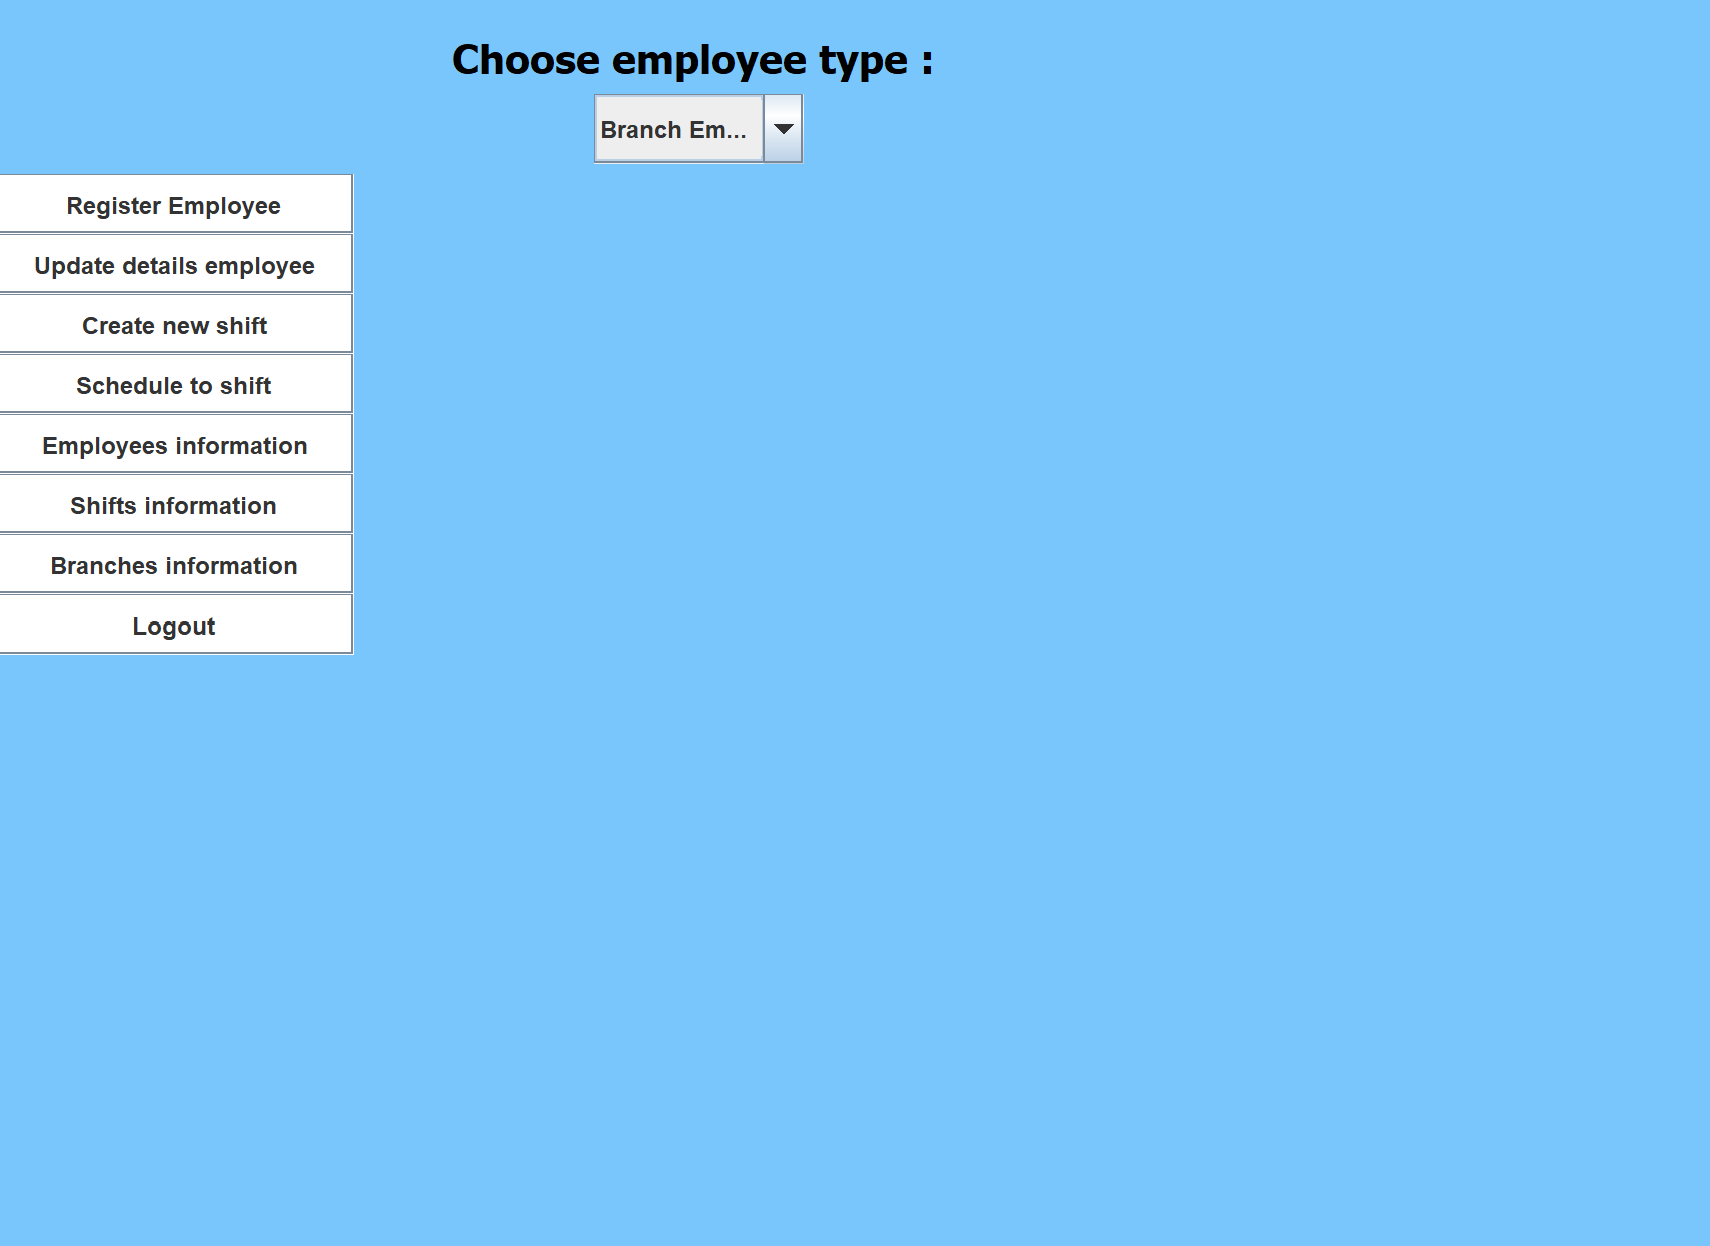 Choose employee type :
Branch Em...
Register Employee
Update details employee
Create new shift
Schedule to shift
Employees information
Shifts information
Branches information
Logout